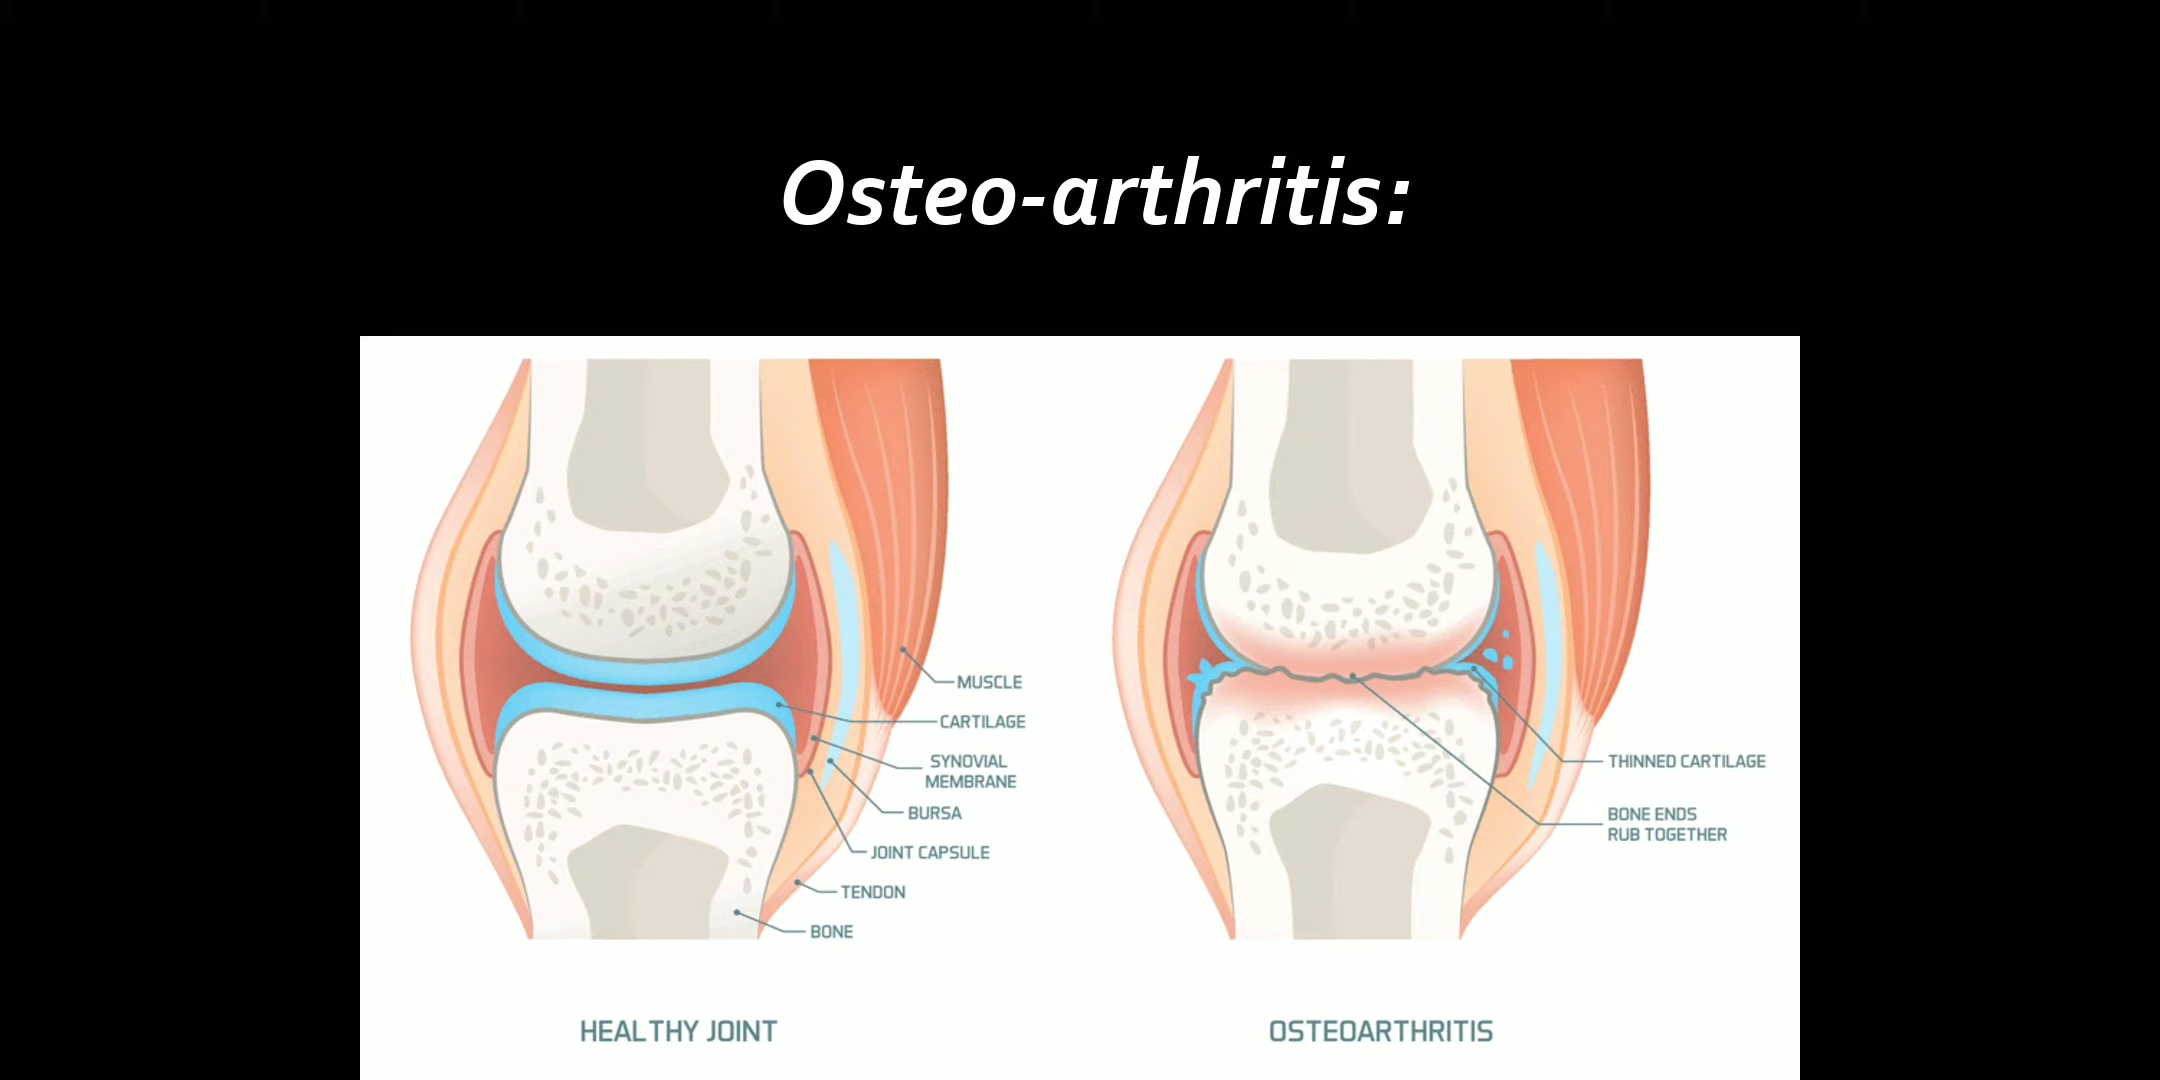 Osteo-arthritis:
MUSCLE
CARTILAGE
SYNOVIAL
MEMBRANE
BURSA
JOINT CAPSULE
TENDON
BONE
HEALTHY JOINT
THINNED CARTILAGE
BONE ENDS
RUB TOGETHER
OSTEOARTHRITIS